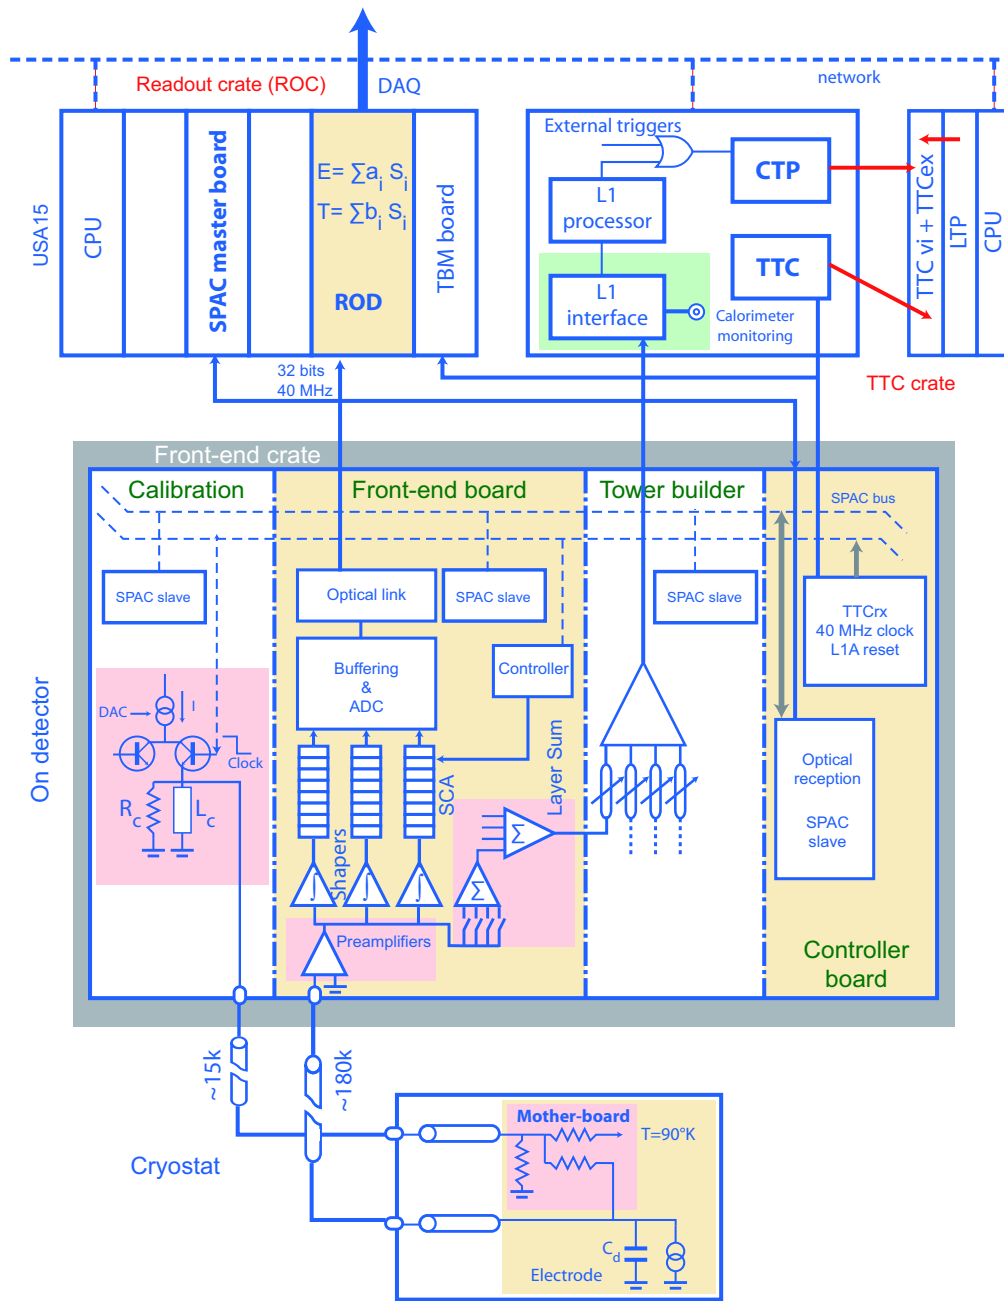 Readout crate (ROC)
DAQ
network
USA15
CPU
SPAC master board
E= ∑a_i S_i
T= ∑b_i S_i
ROD
TBM board
External triggers
L1
processor
CTP
TTC
L1
interface
Calorimeter
monitoring
TTC vi + TTCex
LTP
CPU
TTC crate
32 bits
40 MHz
Front-end crate
Calibration
Front-end board
Tower builder
SPAC bus
SPAC slave
Optical link
SPAC slave
SPAC slave
TTCrx
40 MHz clock
L1A reset
Buffering
&
ADC
Controller
On detector
DAC
I
Clock
R_c
L_c
SCA
Layer Sum
Shapers
∑
∑
∫
∫
∫
Preamplifiers
Optical
reception
SPAC
slave
Controller
board
~15k
~180k
Cryostat
Mother-board
T=90°K
C_d
Electrode